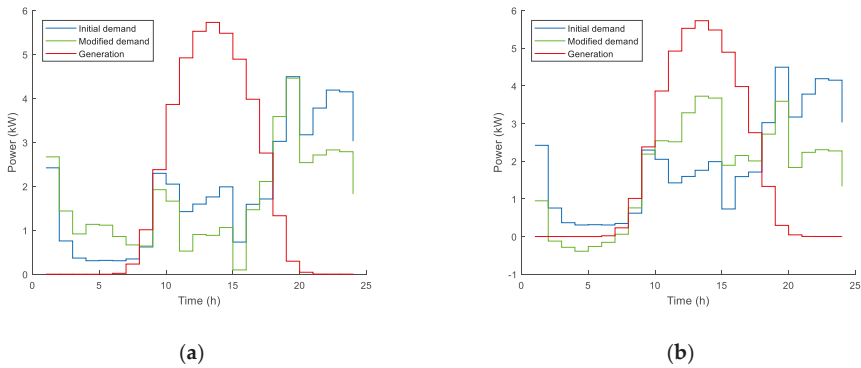 6
5
4
3
2
1
0
Power (kW)
Initial demand
Modified demand
Generation
0 5 10 15 20 25
Time (h)
(a)
6
5
4
3
2
1
0
-1
Power (kW)
Initial demand
Modified demand
Generation
0 5 10 15 20 25
Time (h)
(b)